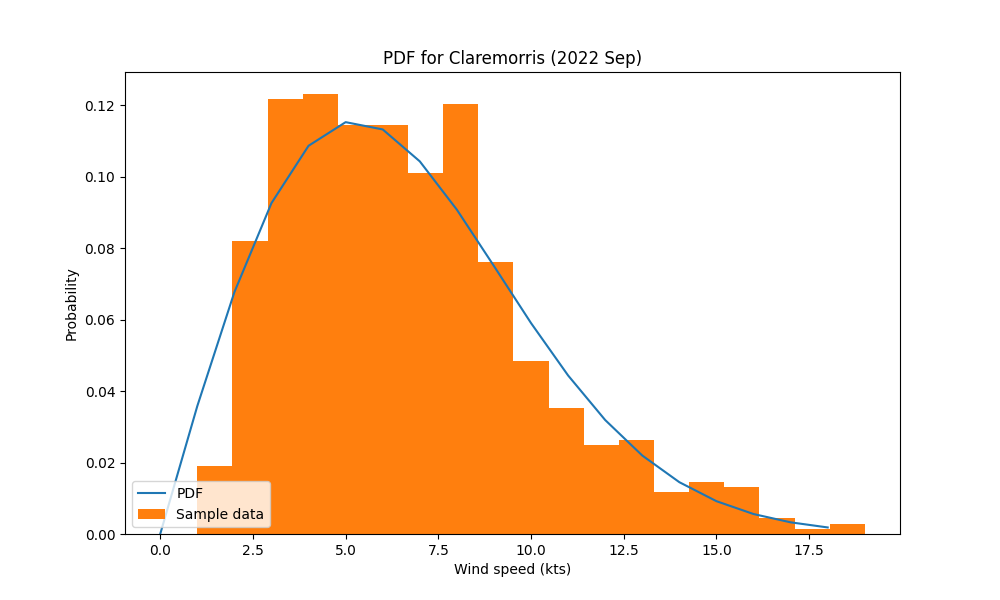 PDF for Claremorris (2022 Sep)
0.12
0.10
0.08
0.06
0.04
0.02
0.00
Probability
PDF
Sample data
0.0 2.5 5.0 7.5 10.0 12.5 15.0 17.5
Wind speed (kts)